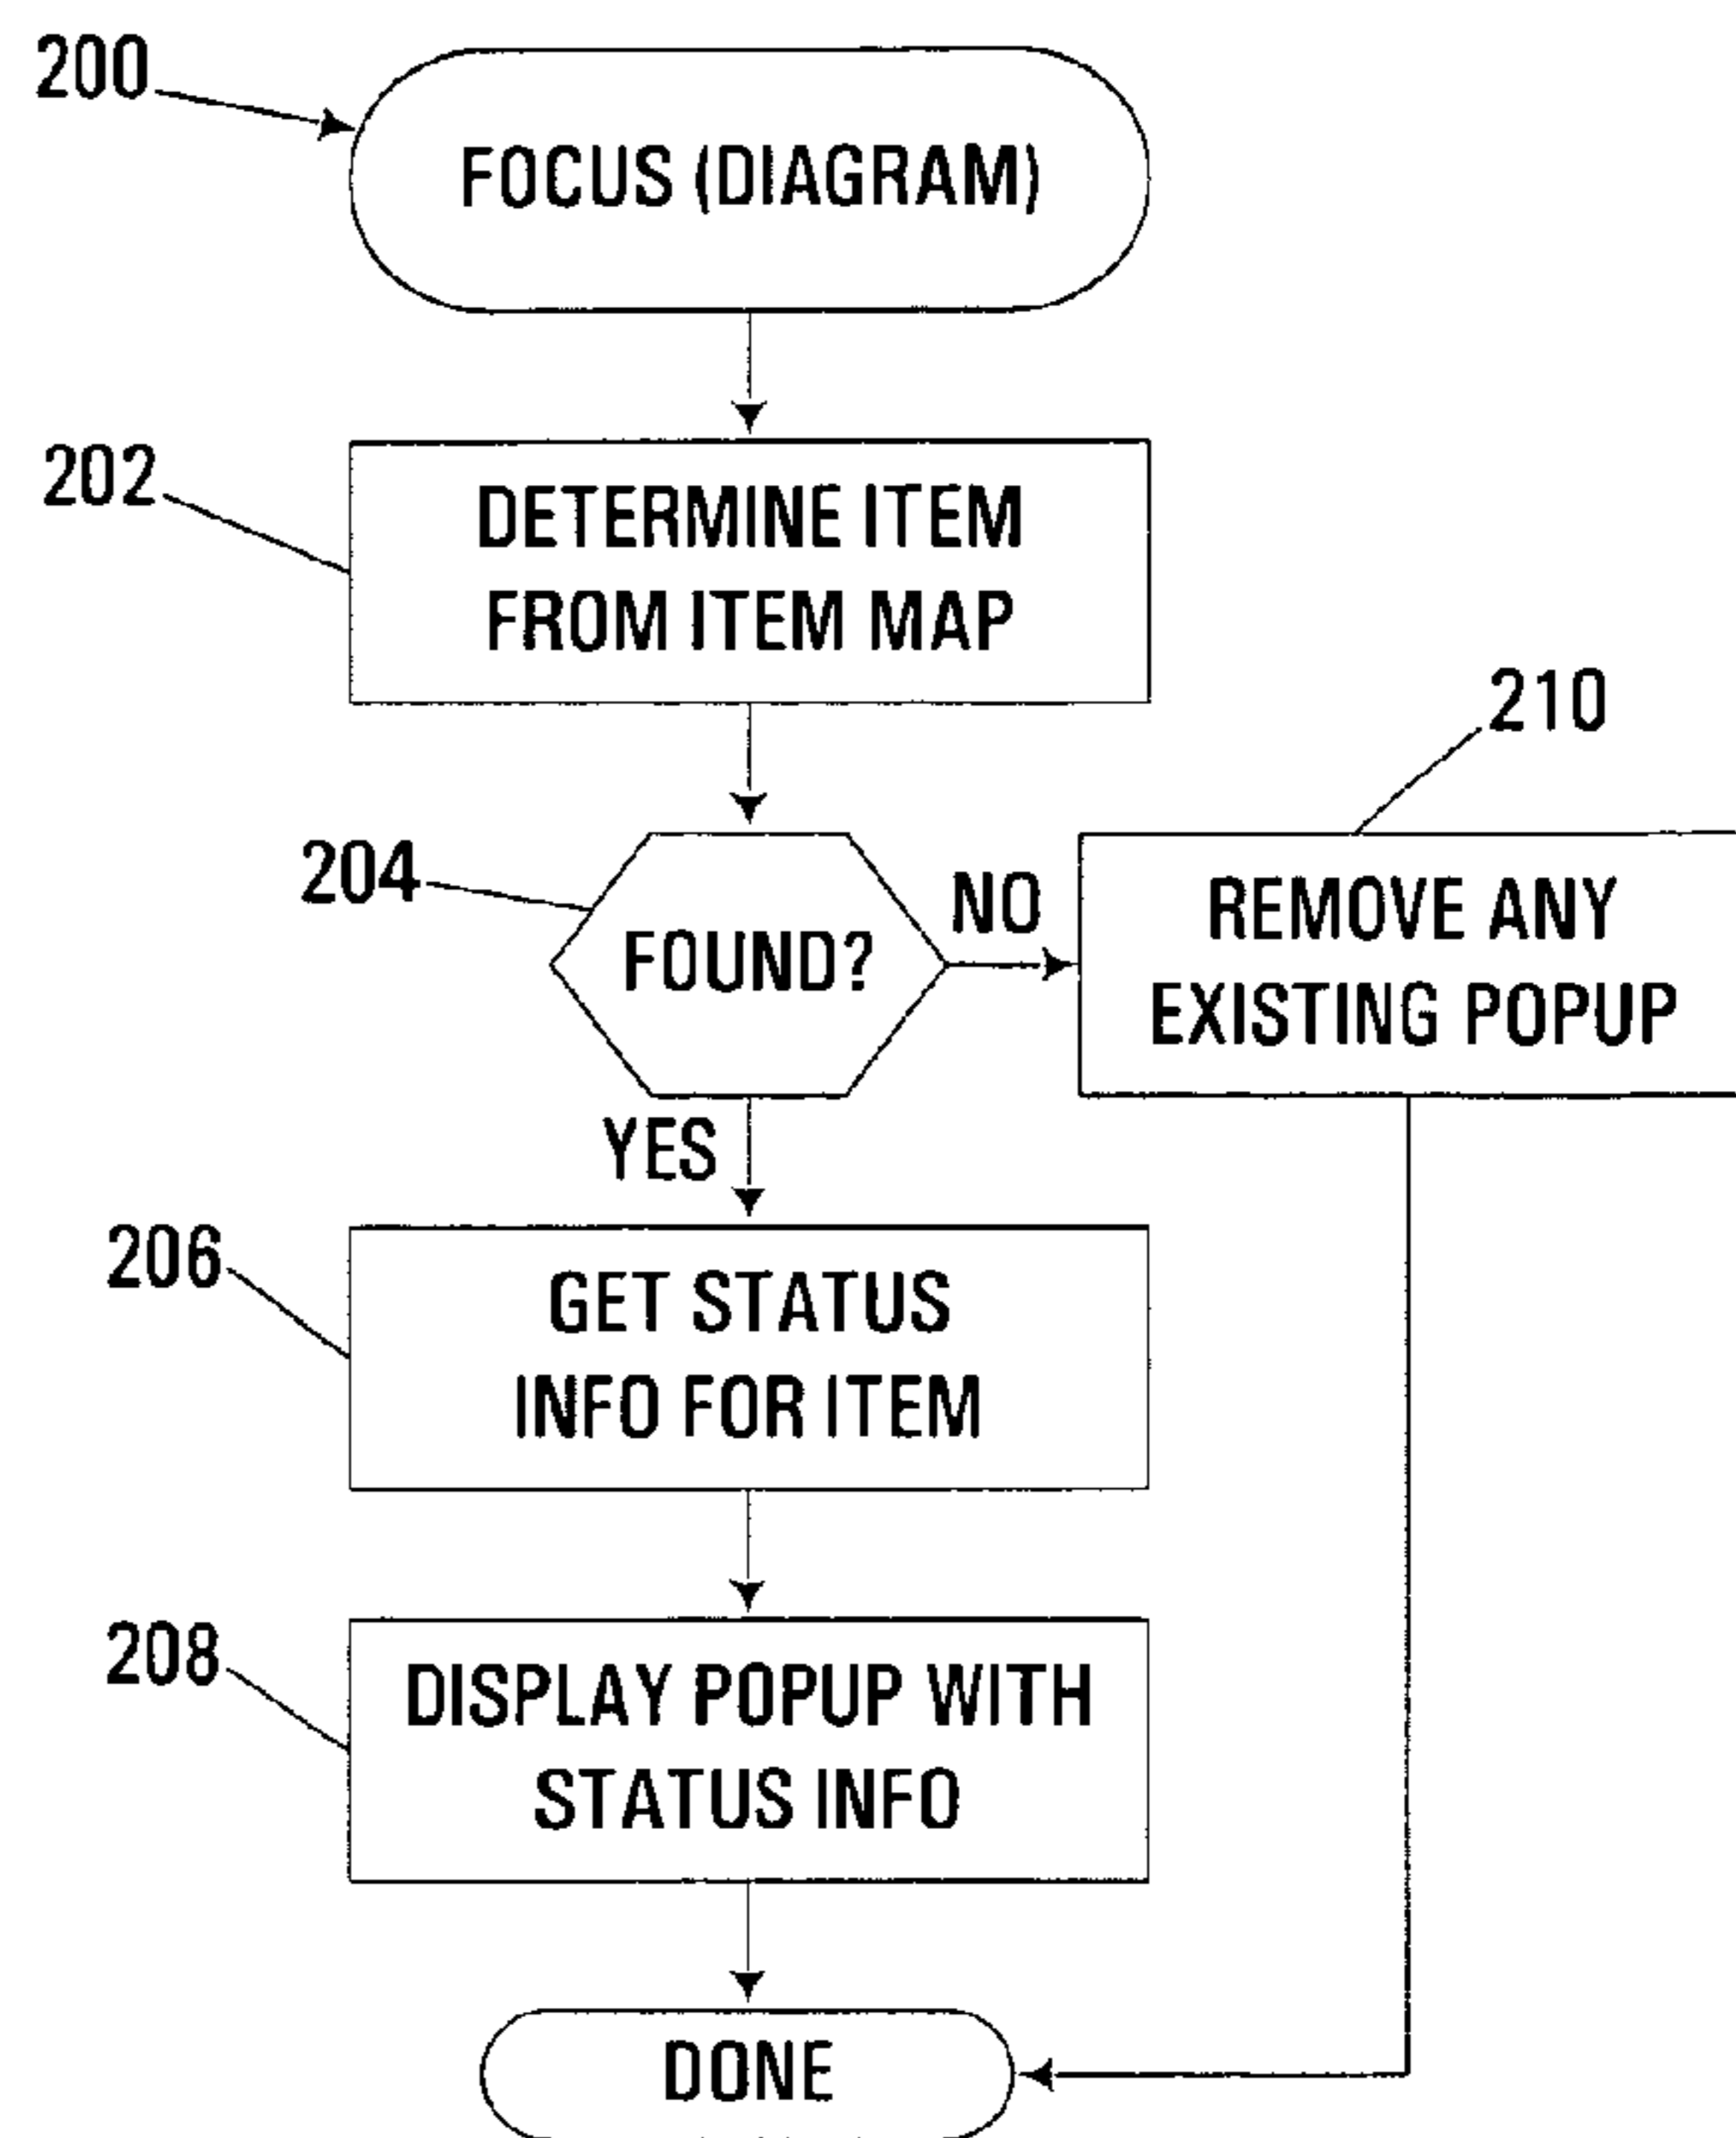 200
FOCUS (DIAGRAM)
202
DETERMINE ITEM
FROM ITEM MAP
210
204
FOUND?
NO
REMOVE ANY
EXISTING POPUP
YES
206
GET STATUS
INFO FOR ITEM
208
DISPLAY POPUP WITH
STATUS INFO
DONE